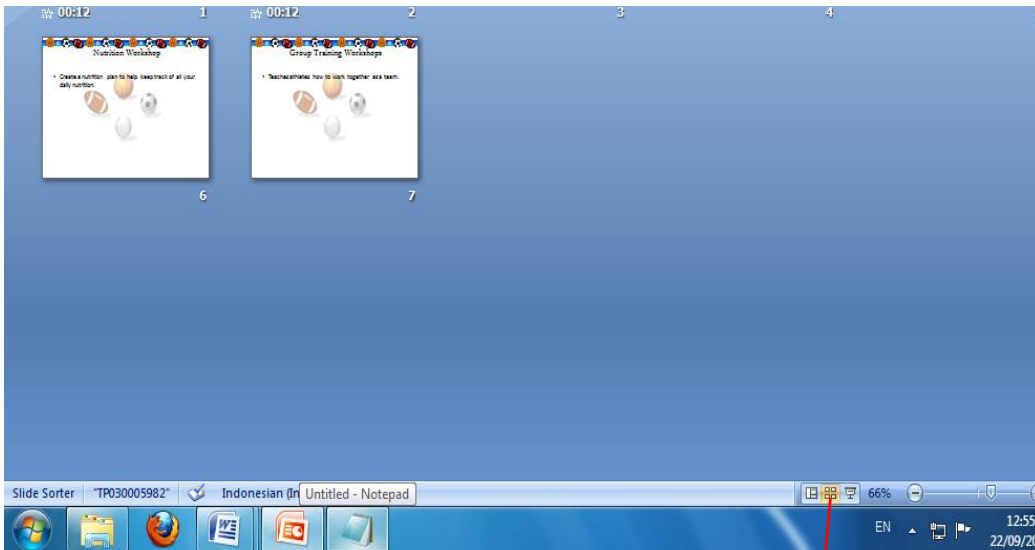 00:12 1 00:12 2 3 4
Nutrition Workshop
• Create a nutrition plan to help keep track of all your
daily nutrition.
Group Training Workshops
• Teaches athletes how to work together as a team.
6 7
Slide Sorter "TP030005982" Indonesian (In
Untitled - Notepad
66%
EN
12:55
22/09/20